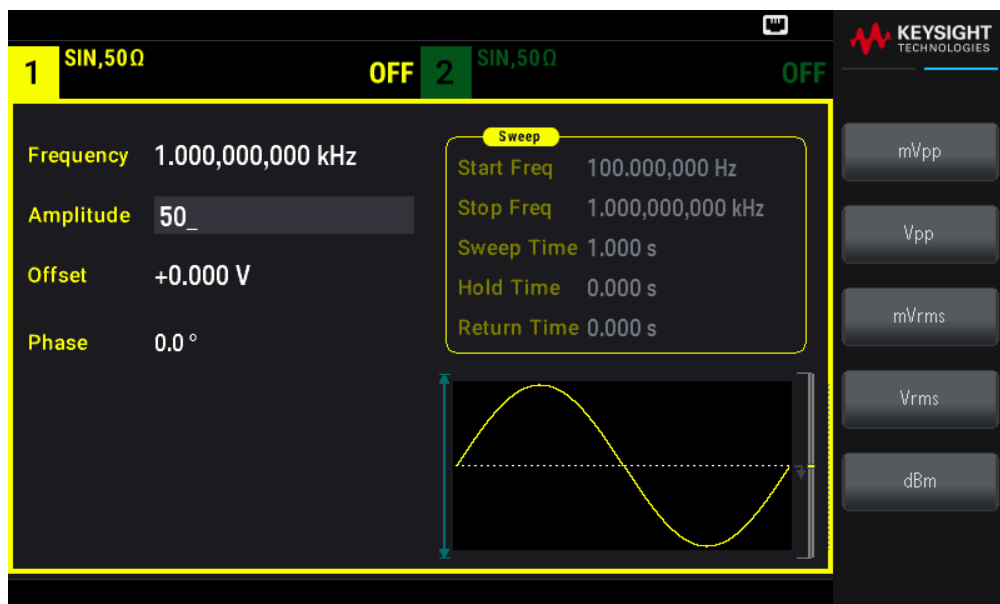 KEYSIGHT
TECHNOLOGIES
1 SIN,50Ω OFF
2 SIN,50Ω OFF
Frequency 1.000,000,000 kHz
Amplitude 50_
Offset +0.000 V
Phase 0.0 °
Sweep
Start Freq 100.000,000 Hz
Stop Freq 1.000,000,000 kHz
Sweep Time 1.000 s
Hold Time 0.000 s
Return Time 0.000 s
mVpp
Vpp
mVrms
Vrms
dBm